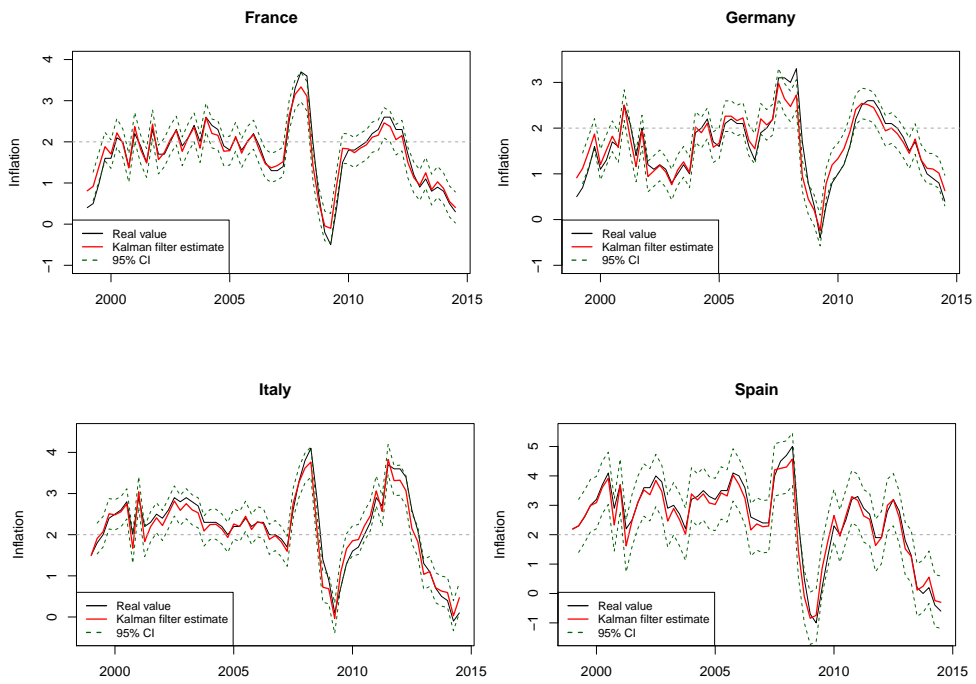 France
Inflation
4
3
2
1
0
−1
2000 2005 2010 2015
Real value
Kalman filter estimate
95% CI
Germany
Inflation
3
2
1
0
−1
2000 2005 2010 2015
Real value
Kalman filter estimate
95% CI
Italy
Inflation
4
3
2
1
0
2000 2005 2010 2015
Real value
Kalman filter estimate
95% CI
Spain
Inflation
5
4
3
2
1
0
−1
2000 2005 2010 2015
Real value
Kalman filter estimate
95% CI